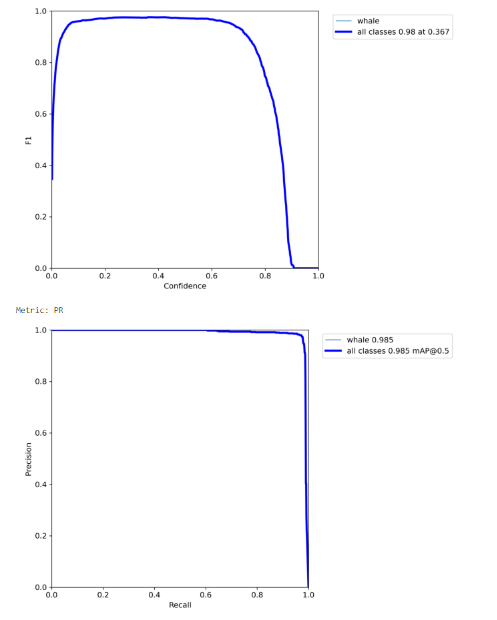 1.0
0.8
0.6
0.4
0.2
0.0
F1
0.0 0.2 0.4 0.6 0.8 1.0
Confidence
whale
all classes 0.98 at 0.367
Metric: PR
1.0
0.8
0.6
0.4
0.2
0.0
Precision
0.0 0.2 0.4 0.6 0.8 1.0
Recall
whale 0.985
all classes 0.985 mAP@0.5